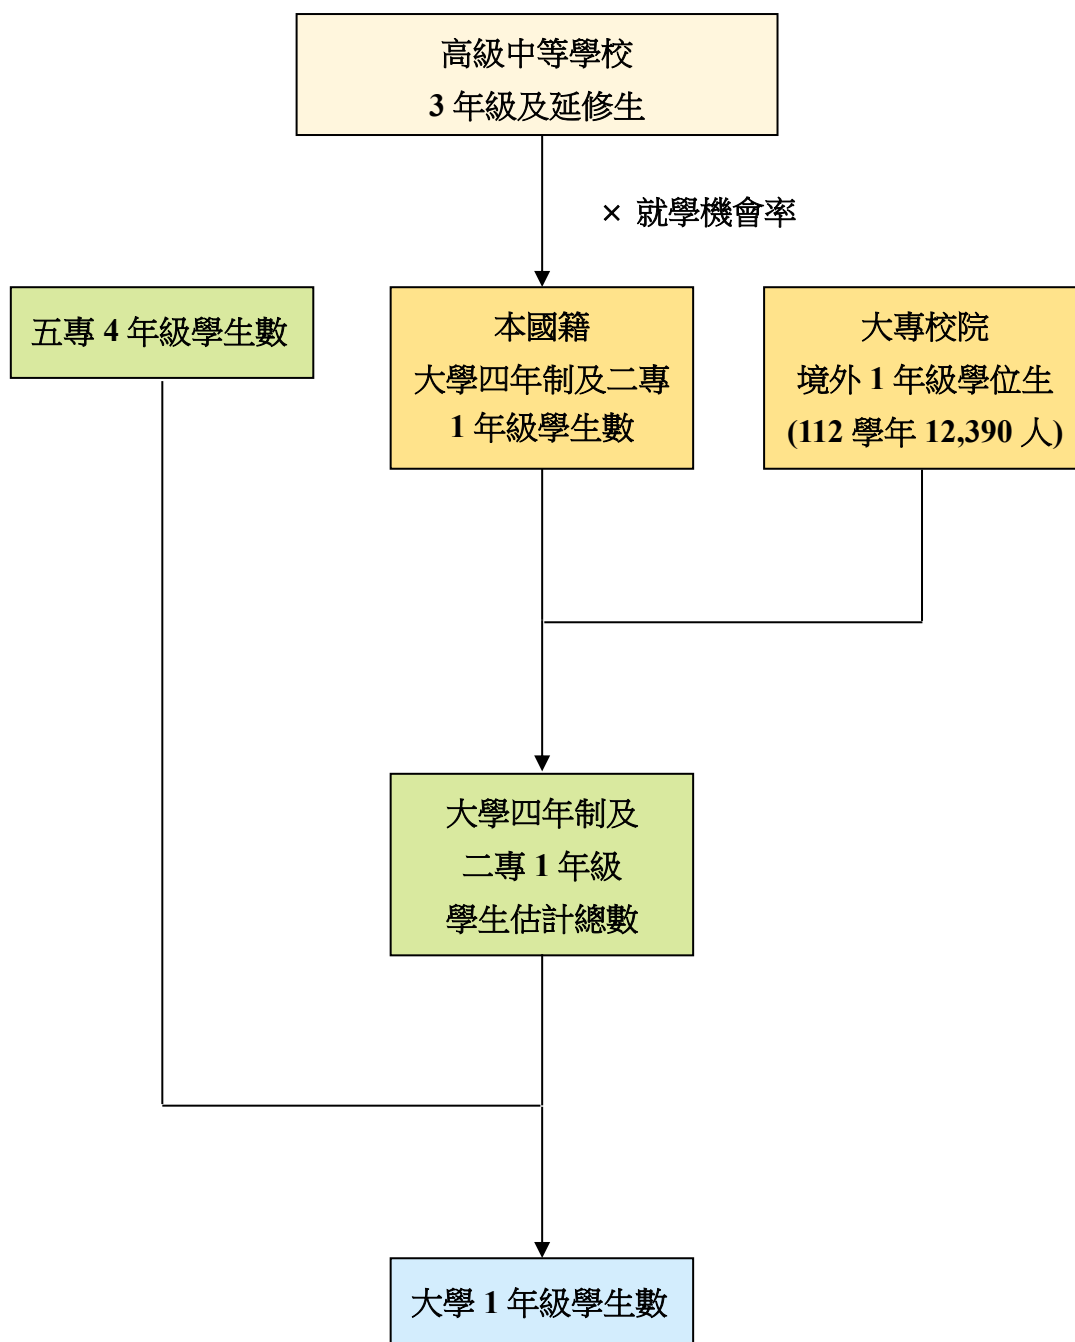 高級中等學校
3 年級及延修生
× 就學機會率
五專 4 年級學生數
本國籍
大學四年制及二專
1 年級學生數
大專校院
境外 1 年級學位生
(112 學年 12,390 人)
大學四年制及
二專 1 年級
學生估計總數
大學 1 年級學生數